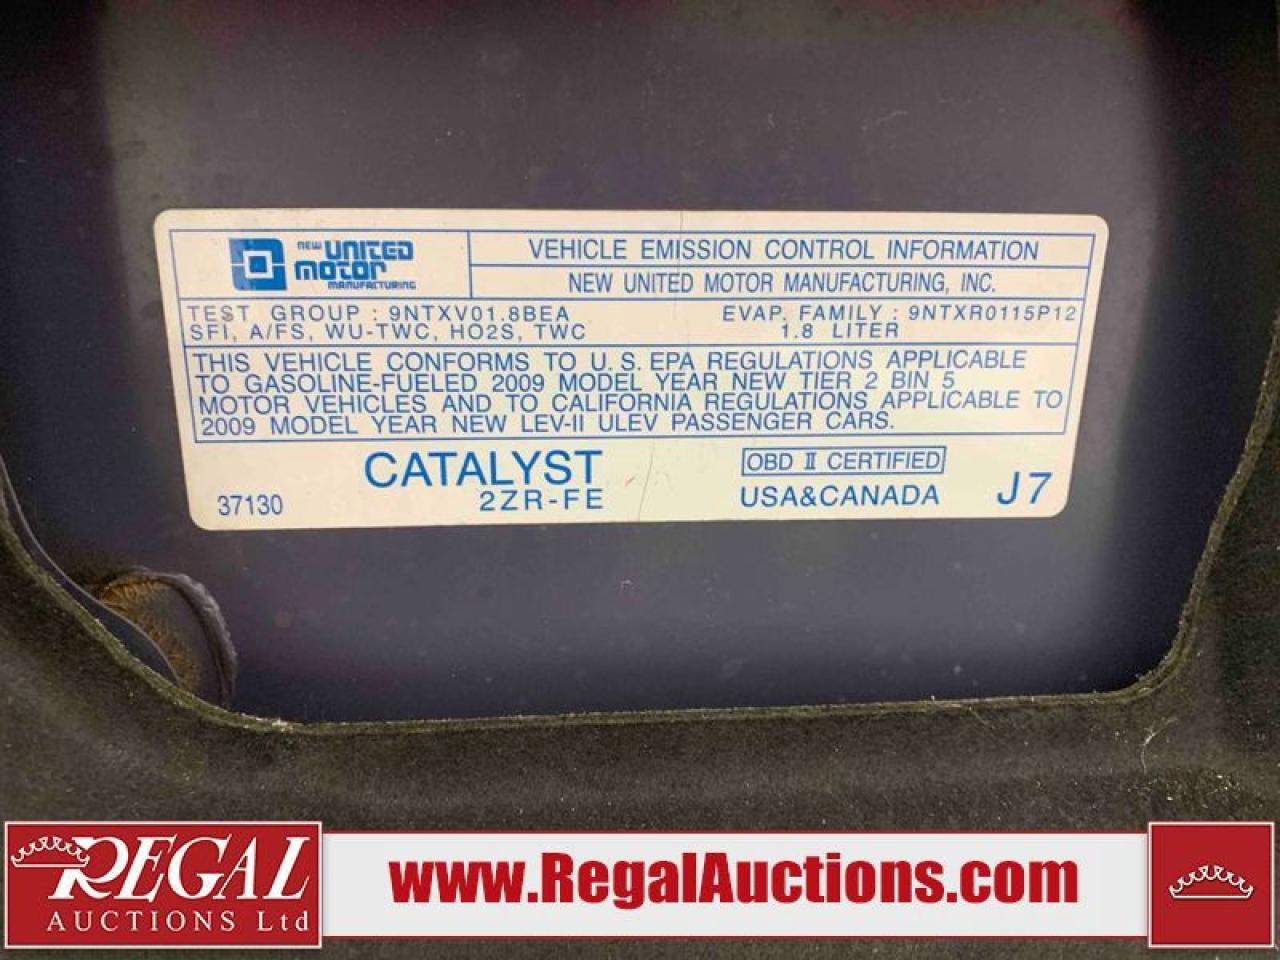 NEW UNITED
MOTOR
MANUFACTURING
VEHICLE EMISSION CONTROL INFORMATION
NEW UNITED MOTOR MANUFACTURING, INC.
TEST GROUP : 9NTXV01.8BEA EVAP. FAMILY : 9NTXR0115P12
SFI, A/FS, WU-TWC, HO2S, TWC 1.8 LITER
THIS VEHICLE CONFORMS TO U.S. EPA REGULATIONS APPLICABLE
TO GASOLINE-FUELED 2009 MODEL YEAR NEW TIER 2 BIN 5
MOTOR VEHICLES AND TO CALIFORNIA REGULATIONS APPLICABLE TO
2009 MODEL YEAR NEW LEV-II ULEV PASSENGER CARS.
CATALYST OBD II CERTIFIED
37130 2ZR-FE USA&CANADA J7
REGAL
AUCTIONS Ltd
www.RegalAuctions.com